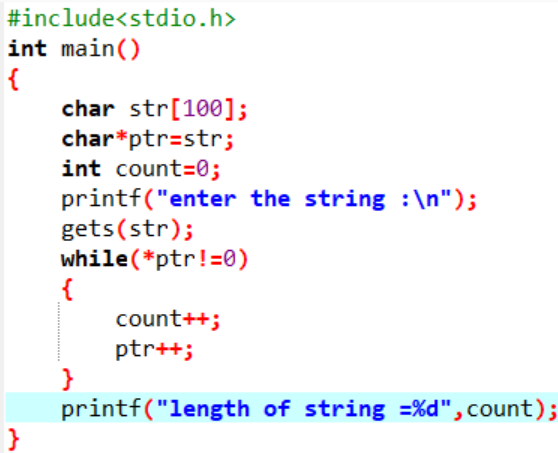 #include<stdio.h>
int main()
{
    char str[100];
    char*ptr=str;
    int count=0;
    printf("enter the string :\n");
    gets(str);
    while(*ptr!=0)
    {
        count++;
        ptr++;
    }
    printf("length of string =%d",count);
}